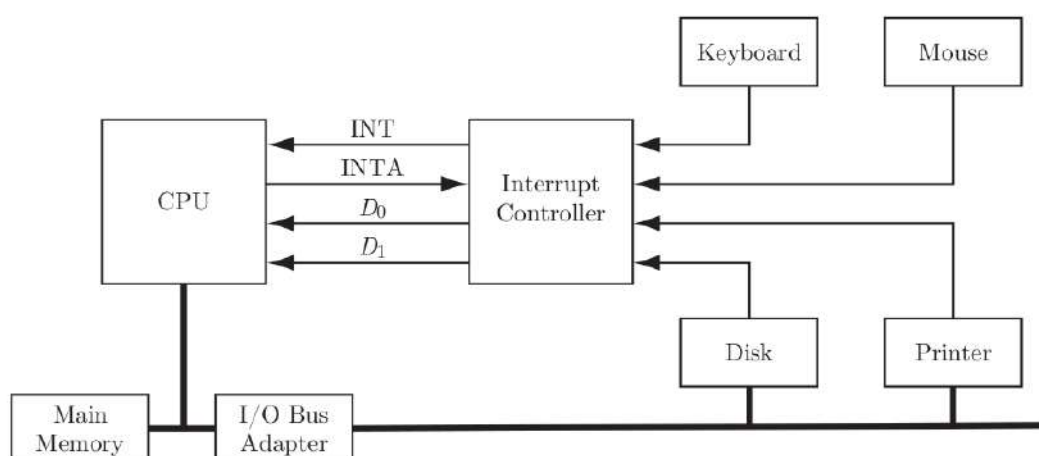 Keyboard
Mouse
INT
INTA
CPU
Interrupt
Controller
D₀
D₁
Disk
Printer
Main
Memory
I/O Bus
Adapter